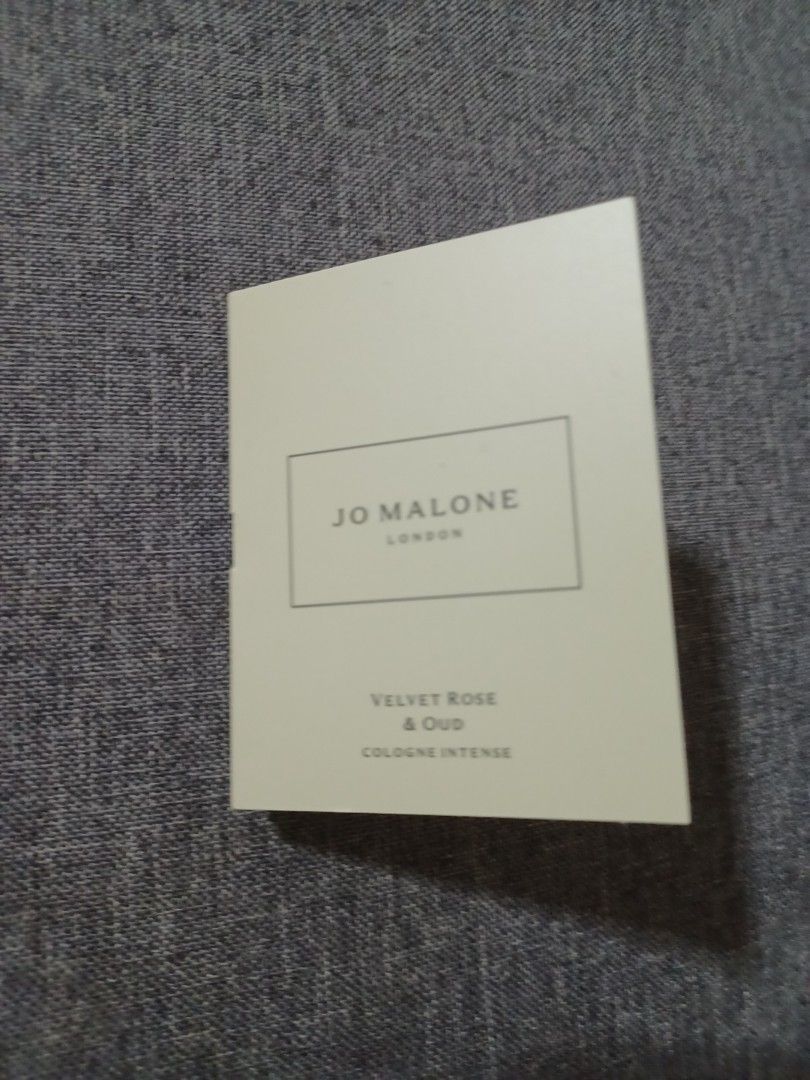 JO MALONE
LONDON
VELVET ROSE
& OUD
COLOGNE INTENSE